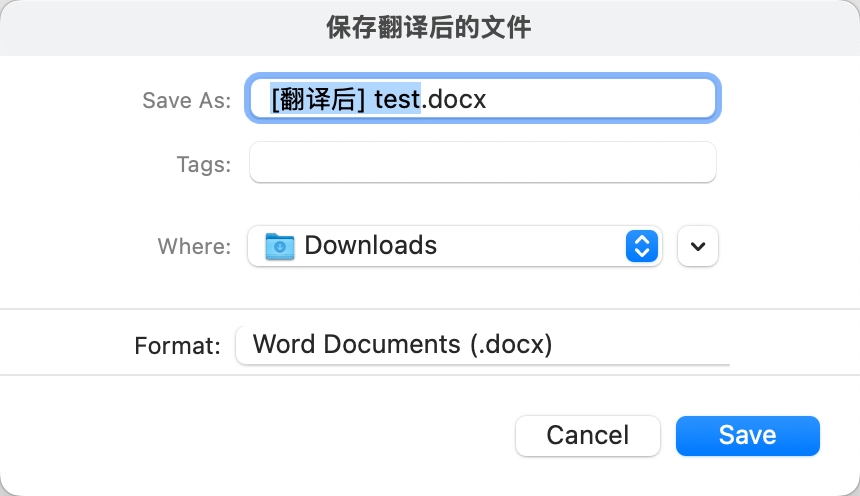 保存翻译后的文件
Save As: [翻译后] test.docx
Tags:
Where: Downloads
Format: Word Documents (.docx)
Cancel Save